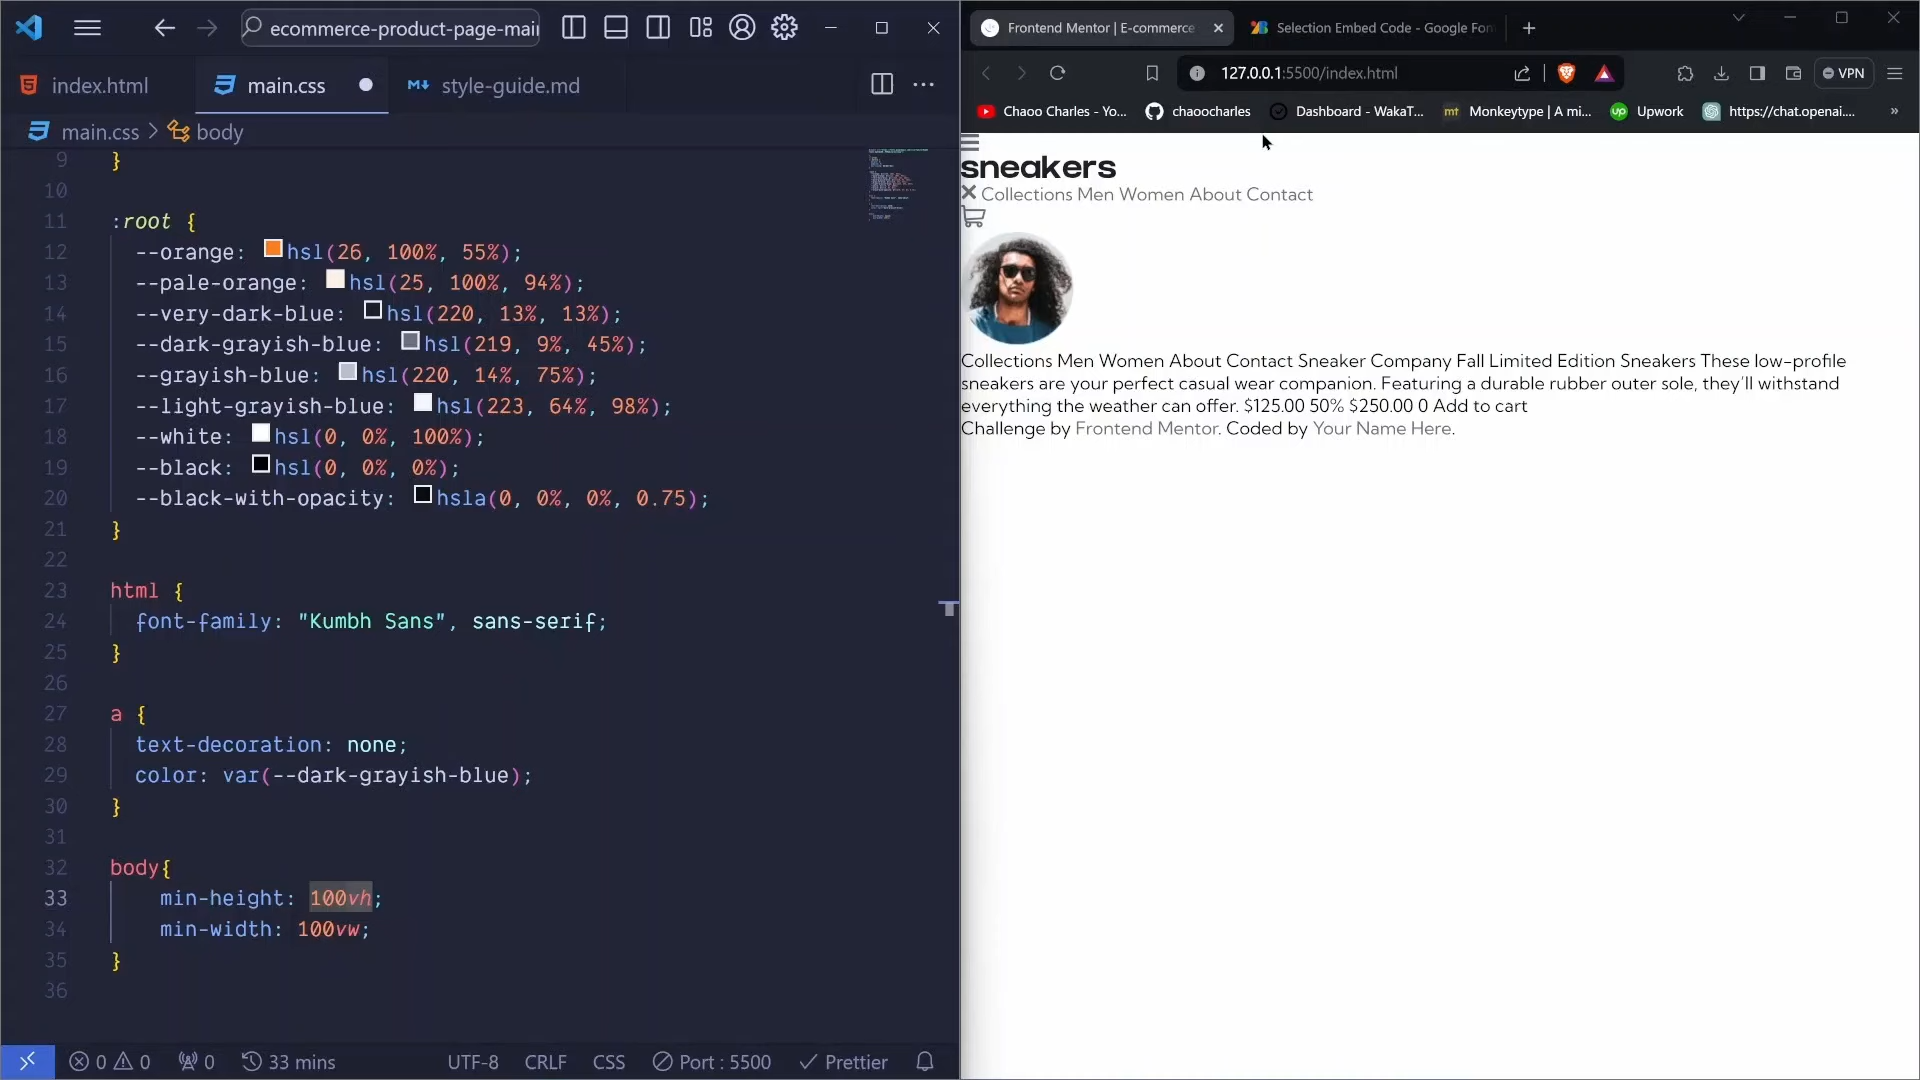 ecommerce-product-page-mai
index.html
main.css
style-guide.md
main.css > body
9 }
10
11 :root {
12 --orange: hsl(26, 100%, 55%);
13 --pale-orange: hsl(25, 100%, 94%);
14 --very-dark-blue: hsl(220, 13%, 13%);
15 --dark-grayish-blue: hsl(219, 9%, 45%);
16 --grayish-blue: hsl(220, 14%, 75%);
17 --light-grayish-blue: hsl(223, 64%, 98%);
18 --white: hsl(0, 0%, 100%);
19 --black: hsl(0, 0%, 0%);
20 --black-with-opacity: hsla(0, 0%, 0%, 0.75);
21 }
22
23 html {
24 font-family: "Kumbh Sans", sans-serif;
25 }
26
27 a {
28 text-decoration: none;
29 color: var(--dark-grayish-blue);
30 }
31
32 body{
33 min-height: 100vh;
34 min-width: 100vw;
35 }
36
0 0 0 33 mins UTF-8 CRLF CSS Port : 5500 Prettier
Frontend Mentor | E-commerce
Selection Embed Code - Google Fon
127.0.0.1:5500/index.html
VPN
Chaoo Charles - Yo...
chaoocharles
Dashboard - WakaT...
mt Monkeytype | A mi...
up Upwork
https://chat.openai....
»
sneakers
Collections Men Women About Contact
Collections Men Women About Contact Sneaker Company Fall Limited Edition Sneakers These low-profile
sneakers are your perfect casual wear companion. Featuring a durable rubber outer sole, they'll withstand
everything the weather can offer. $125.00 50% $250.00 0 Add to cart
Challenge by Frontend Mentor. Coded by Your Name Here.